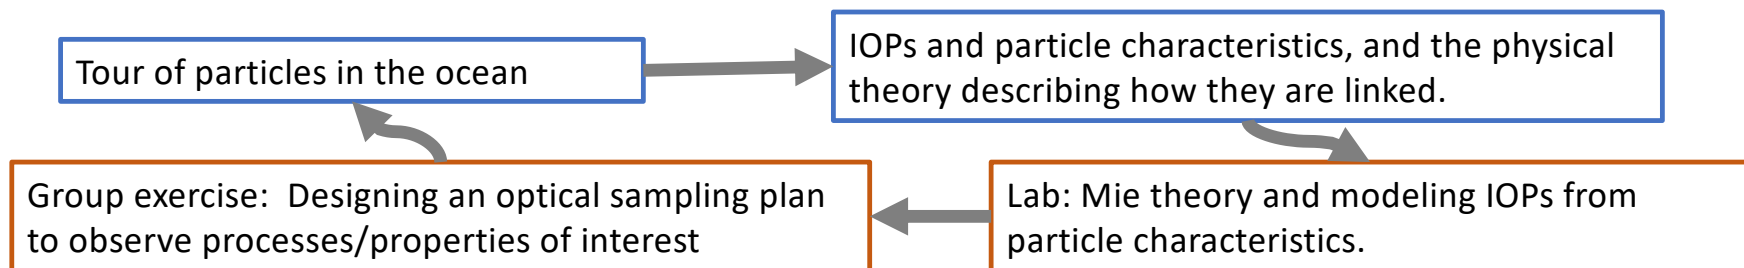 Tour of particles in the ocean
IOPs and particle characteristics, and the physical
theory describing how they are linked.
Group exercise: Designing an optical sampling plan
to observe processes/properties of interest
Lab: Mie theory and modeling IOPs from
particle characteristics.